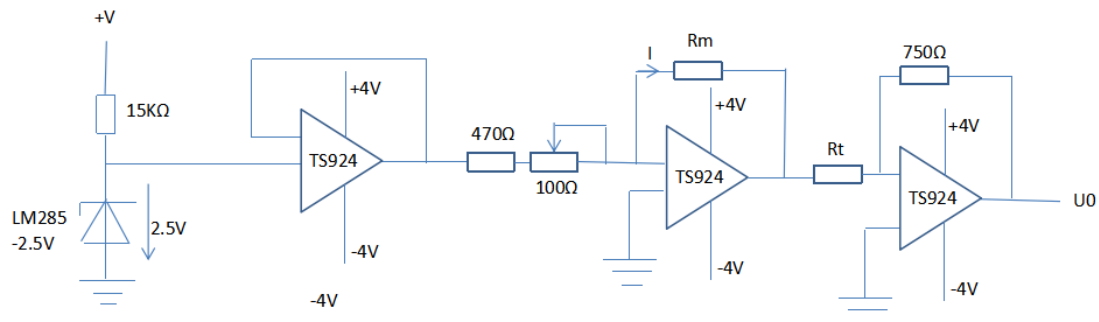 +V
15KΩ
LM285
-2.5V
2.5V
+4V
TS924
-4V
-4V
470Ω
100Ω
I
Rm
+4V
TS924
-4V
Rt
750Ω
+4V
TS924
-4V
U0